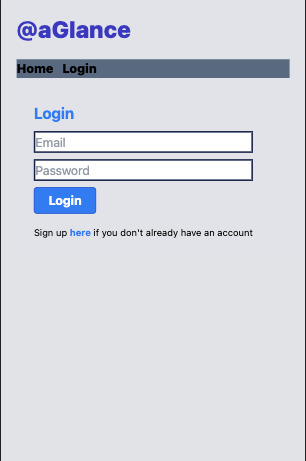 @aGlance
Home Login
Login
Email
Password
Login
Sign up here if you don't already have an account